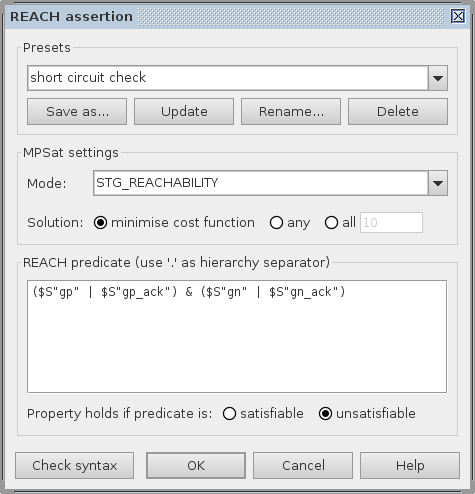 REACH assertion
Presets
short circuit check
Save as... Update Rename... Delete
MPSat settings
Mode: STG_REACHABILITY
Solution: minimise cost function any all 10
REACH predicate (use '.' as hierarchy separator)
($S"gp" | $S"gp_ack") & ($S"gn" | $S"gn_ack")
Property holds if predicate is: satisfiable unsatisfiable
Check syntax OK Cancel Help